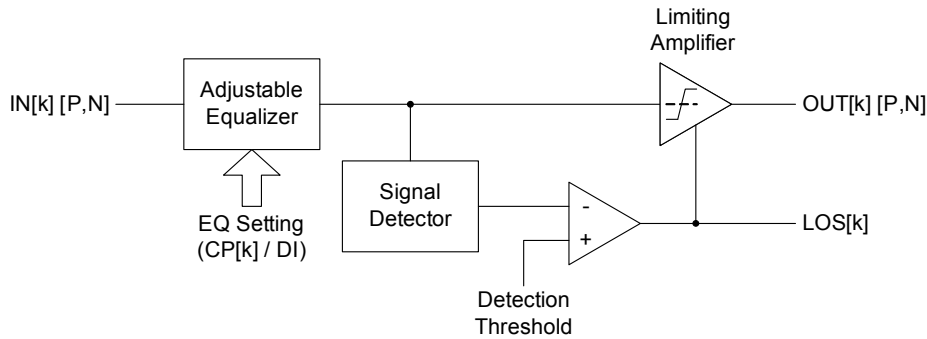 Limiting
Amplifier
IN[k] [P,N]
Adjustable
Equalizer
OUT[k] [P,N]
EQ Setting
(CP[k] / DI)
Signal
Detector
-
+
LOS[k]
Detection
Threshold